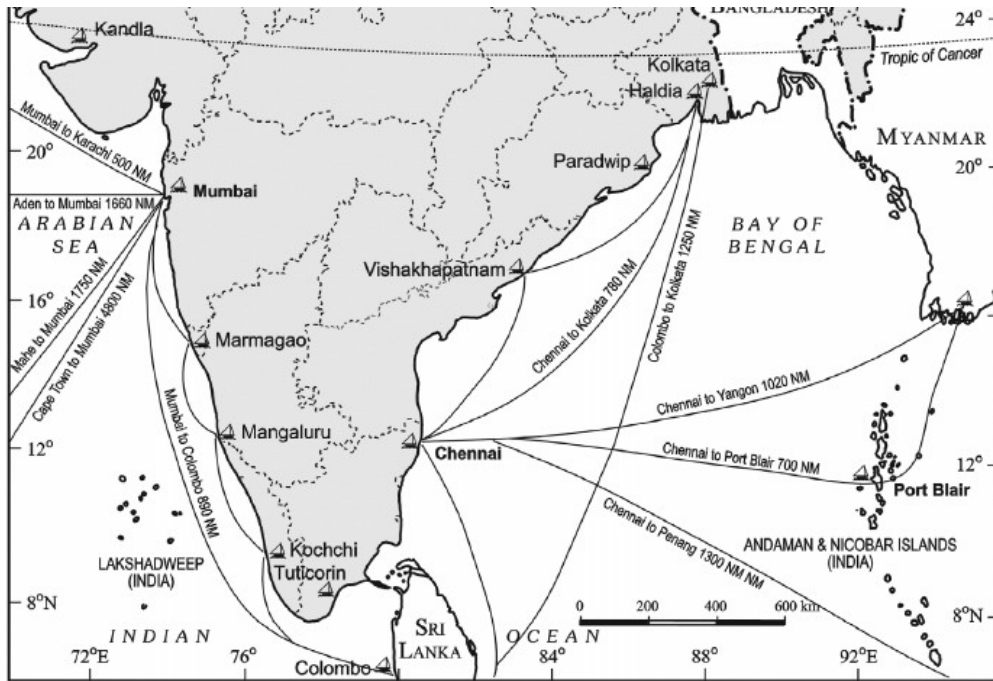 BANGLADESH
24°
Kandla
Tropic of Cancer
Kolkata
Haldia
MYANMAR
Mumbai to Karachi 500 NM
20°
Paradwip
20°
Mumbai
Aden to Mumbai 1660 NM
ARABIAN
SEA
BAY OF
BENGAL
Colombo to Kolkata 1250 NM
Vishakhapatnam
Mahe to Mumbai 1750 NM
Cape Town to Mumbai 4800 NM
Chennai to Kolkata 780 NM
16°
16°
Marmagao
Chennai to Yangon 1020 NM
Mumbai to Colombo 890 NM
Mangaluru
12°
Chennai
Chennai to Port Blair 700 NM
12°
Port Blair
Chennai to Penang 1300 NM NM
LAKSHADWEEP
(INDIA)
Kochchi
Tuticorin
ANDAMAN & NICOBAR ISLANDS
(INDIA)
8°N
0 200 400 600 km
8°N
INDIAN
SRI
LANKA
OCEAN
Colombo
72°E
76
84
88
92°E